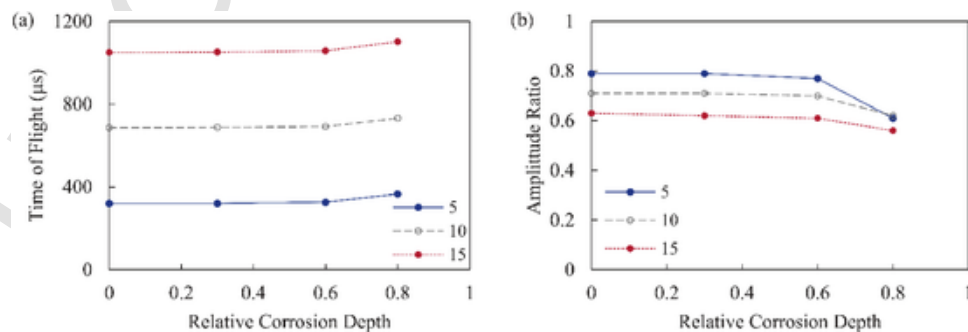 (a)
1200
800
400
0
Time of Flight (μs)
0 0.2 0.4 0.6 0.8 1
Relative Corrosion Depth
5
10
15
(b)
1
0.8
0.6
0.4
0.2
0
Amplittude Ratio
0 0.2 0.4 0.6 0.8 1
Relative Corrosion Depth
5
10
15